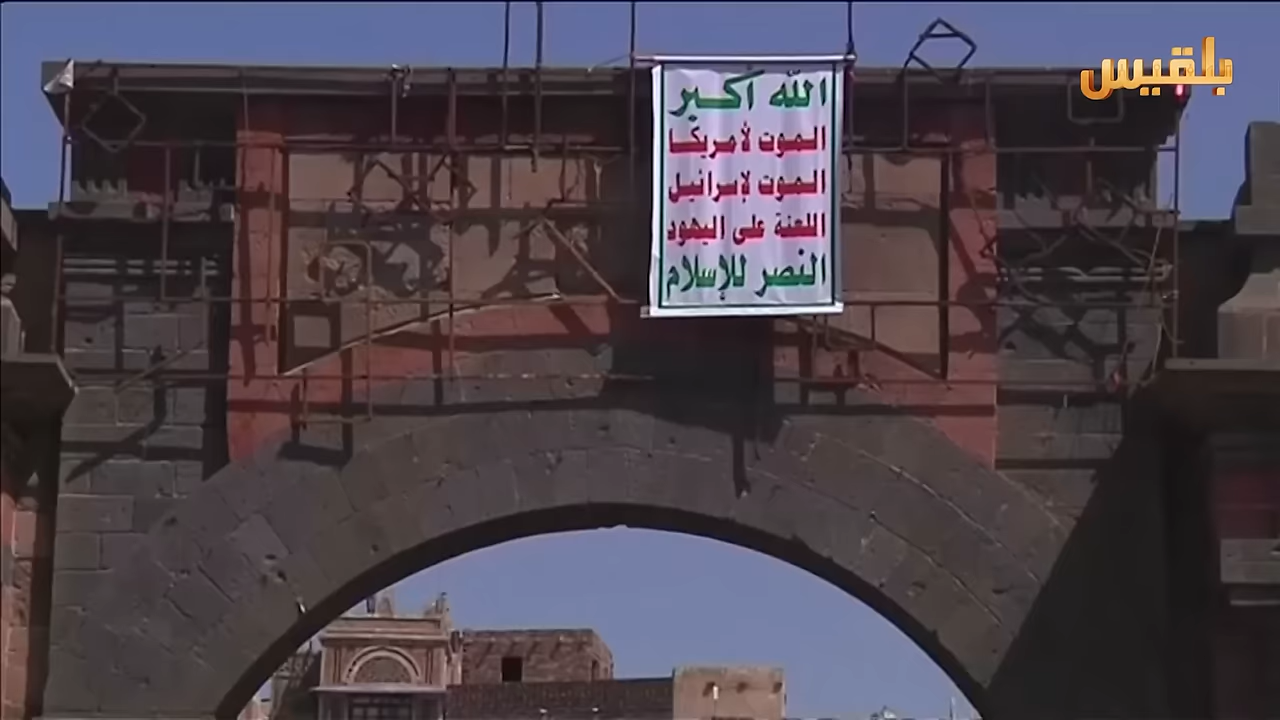 بلقيس
الله أكبر
الموت لأمريكا
الموت لإسرائيل
اللعنة على اليهود
النصر للإسلام